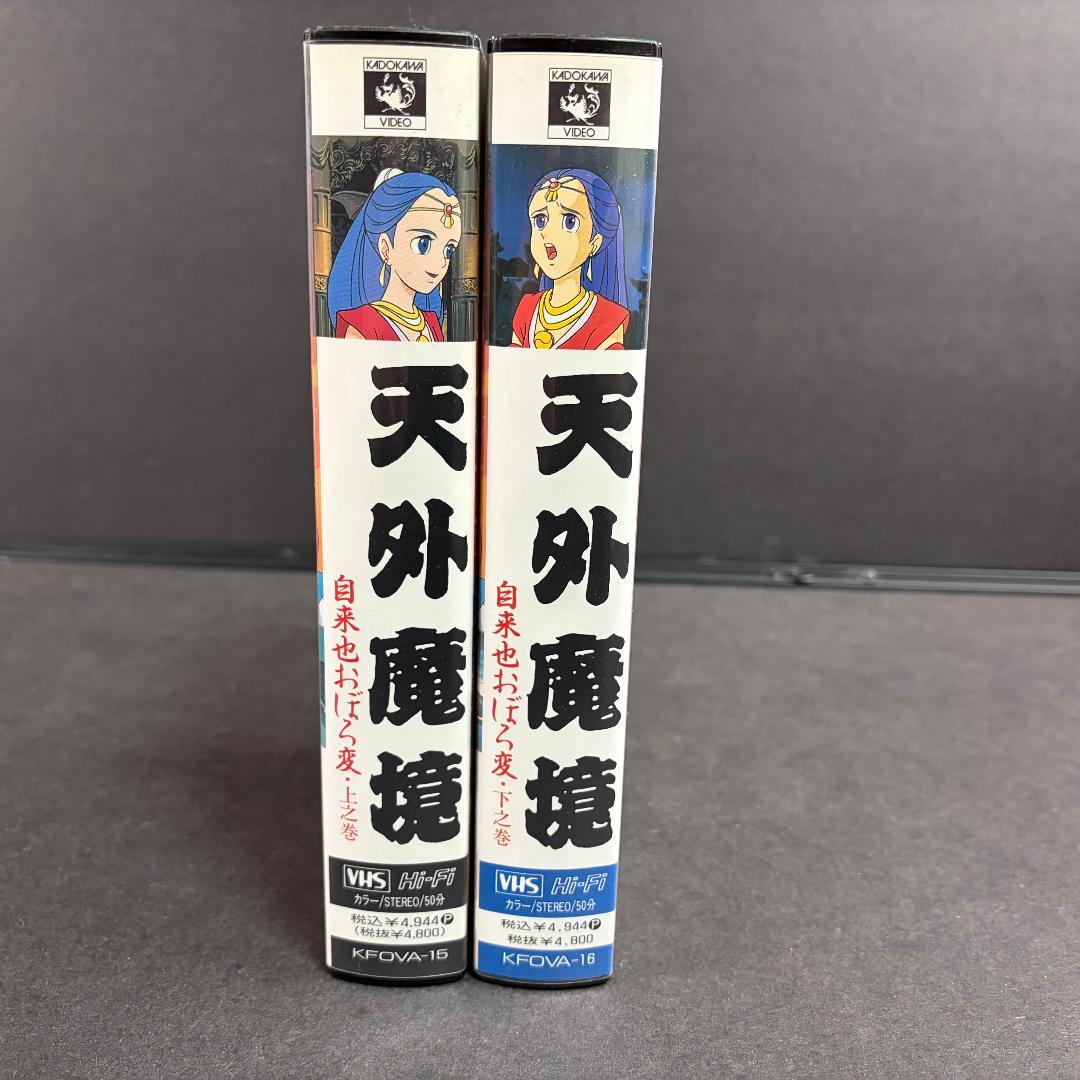 KADOKAWA
VIDEO
天外魔境
自来也おぼろ変・上之巻
VHS Hi-Fi
カラー/STEREO/50分
税込¥4,944Ⓟ
(税抜¥4,800)
KFOVA-15
KADOKAWA
VIDEO
天外魔境
自来也おぼろ変・下之巻
VHS Hi-Fi
カラー/STEREO/50分
税込¥4,944Ⓟ
税抜¥4,800
KFOVA-16